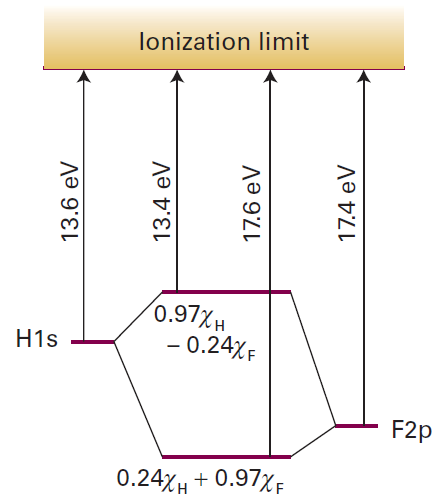 Ionization limit
13.6 eV
13.4 eV
17.6 eV
17.4 eV
0.97χH
– 0.24χF
H1s
F2p
0.24χH + 0.97χF